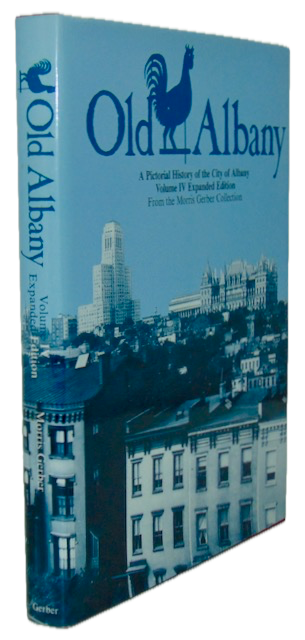 Old Albany
A Pictorial History of the City of Albany
Volume IV Expanded Edition
From the Morris Gerber Collection
Old Albany
Volume
Expanded Edition
Morris Gerber
Gerber